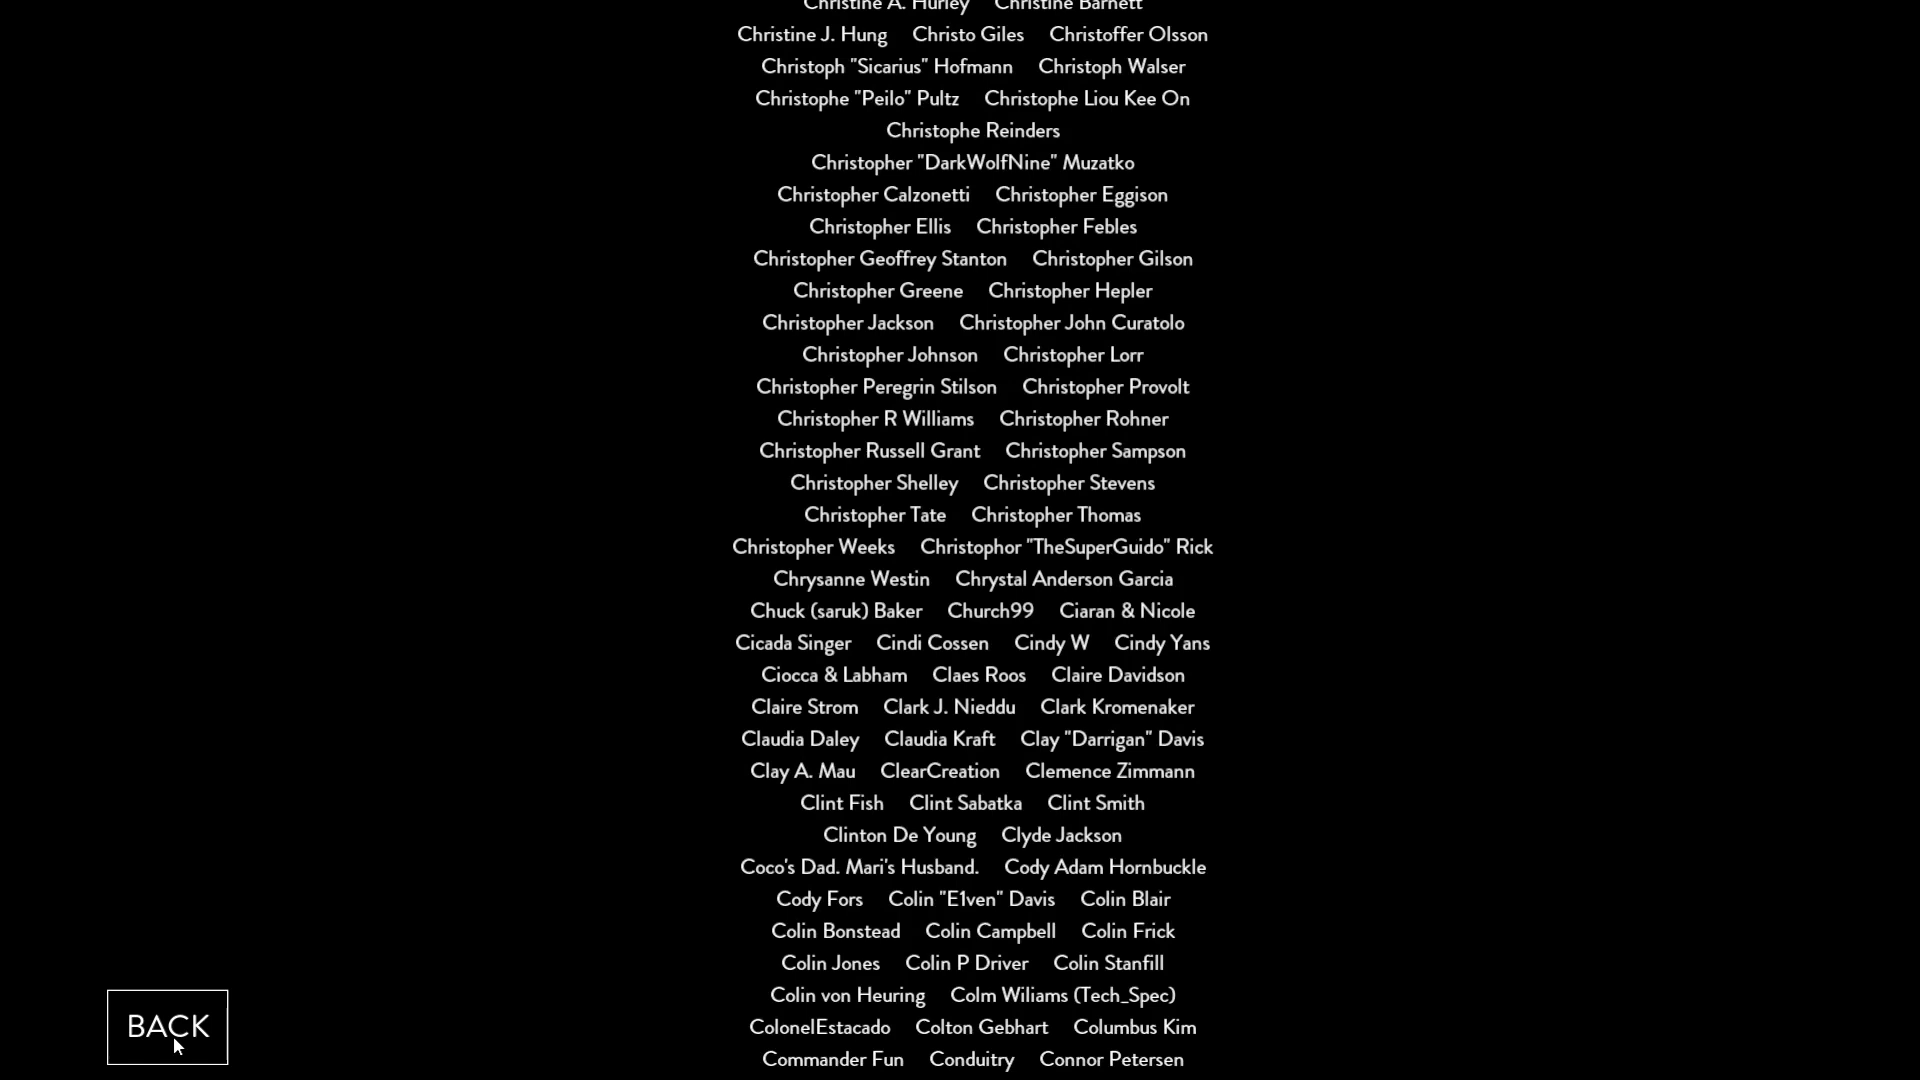 Christine A. Hurley Christine Barnett
Christine J. Hung Christo Giles Christoffer Olsson
Christoph "Sicarius" Hofmann Christoph Walser
Christophe "Peilo" Pultz Christophe Liou Kee On
Christophe Reinders
Christopher "DarkWolfNine" Muzatko
Christopher Calzonetti Christopher Eggison
Christopher Ellis Christopher Febles
Christopher Geoffrey Stanton Christopher Gilson
Christopher Greene Christopher Hepler
Christopher Jackson Christopher John Curatolo
Christopher Johnson Christopher Lorr
Christopher Peregrin Stilson Christopher Provolt
Christopher R Williams Christopher Rohner
Christopher Russell Grant Christopher Sampson
Christopher Shelley Christopher Stevens
Christopher Tate Christopher Thomas
Christopher Weeks Christophor "TheSuperGuido" Rick
Chrysanne Westin Chrystal Anderson Garcia
Chuck (saruk) Baker Church99 Ciaran & Nicole
Cicada Singer Cindi Cossen Cindy W Cindy Yans
Ciocca & Labham Claes Roos Claire Davidson
Claire Strom Clark J. Nieddu Clark Kromenaker
Claudia Daley Claudia Kraft Clay "Darrigan" Davis
Clay A. Mau ClearCreation Clemence Zimmann
Clint Fish Clint Sabatka Clint Smith
Clinton De Young Clyde Jackson
Coco's Dad. Mari's Husband. Cody Adam Hornbuckle
Cody Fors Colin "E1ven" Davis Colin Blair
Colin Bonstead Colin Campbell Colin Frick
Colin Jones Colin P Driver Colin Stanfill
Colin von Heuring Colm Wiliams (Tech_Spec)
ColonelEstacado Colton Gebhart Columbus Kim
Commander Fun Conduitry Connor Petersen
BACK